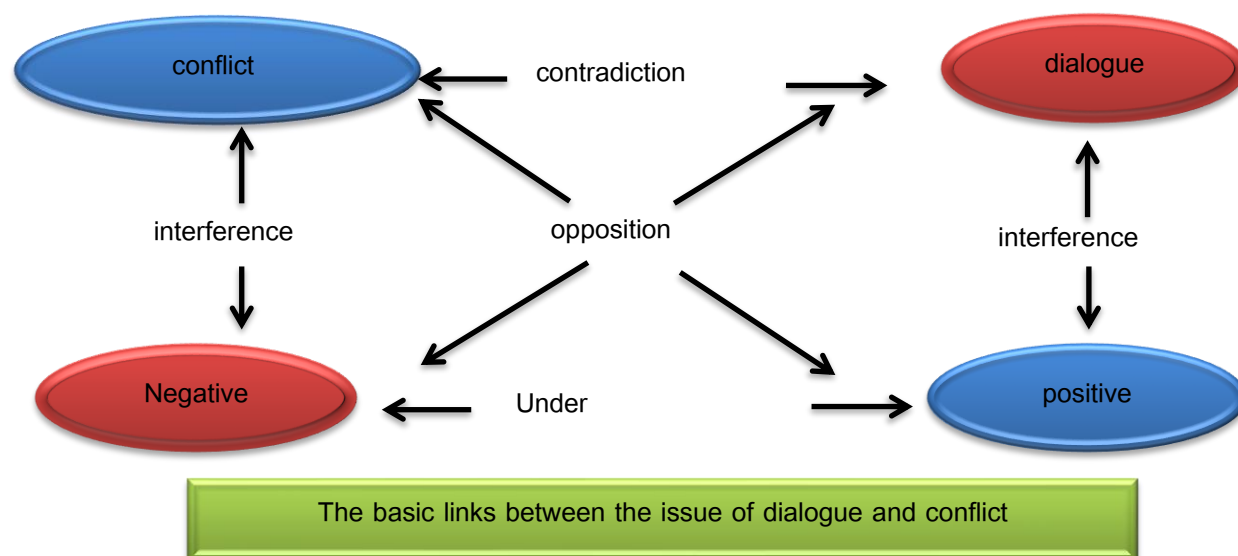 conflict
contradiction
dialogue
interference
opposition
interference
Negative
Under
positive
The basic links between the issue of dialogue and conflict